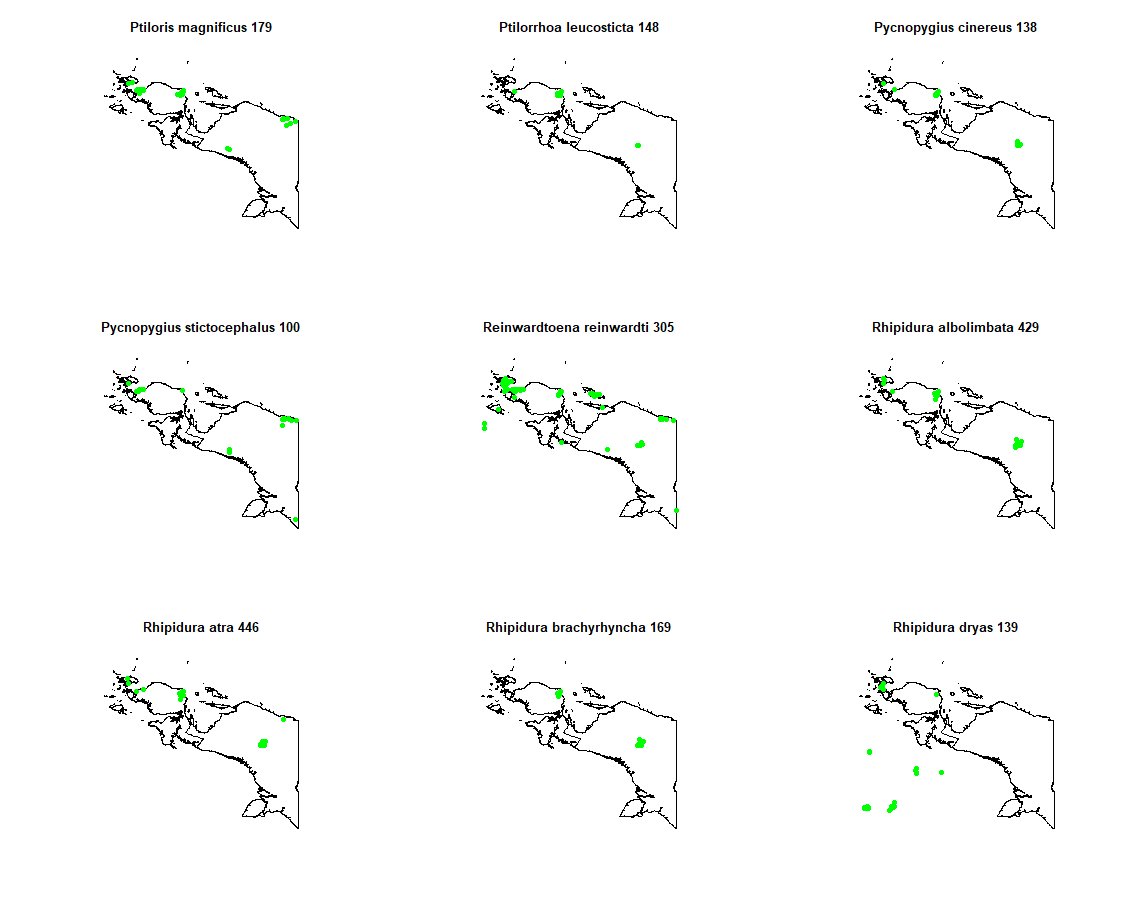 Ptiloris magnificus 179
Ptilorrhoa leucosticta 148
Pycnopygius cinereus 138
Pycnopygius stictocephalus 100
Reinwardtoena reinwardti 305
Rhipidura albolimbata 429
Rhipidura atra 446
Rhipidura brachyrhyncha 169
Rhipidura dryas 139